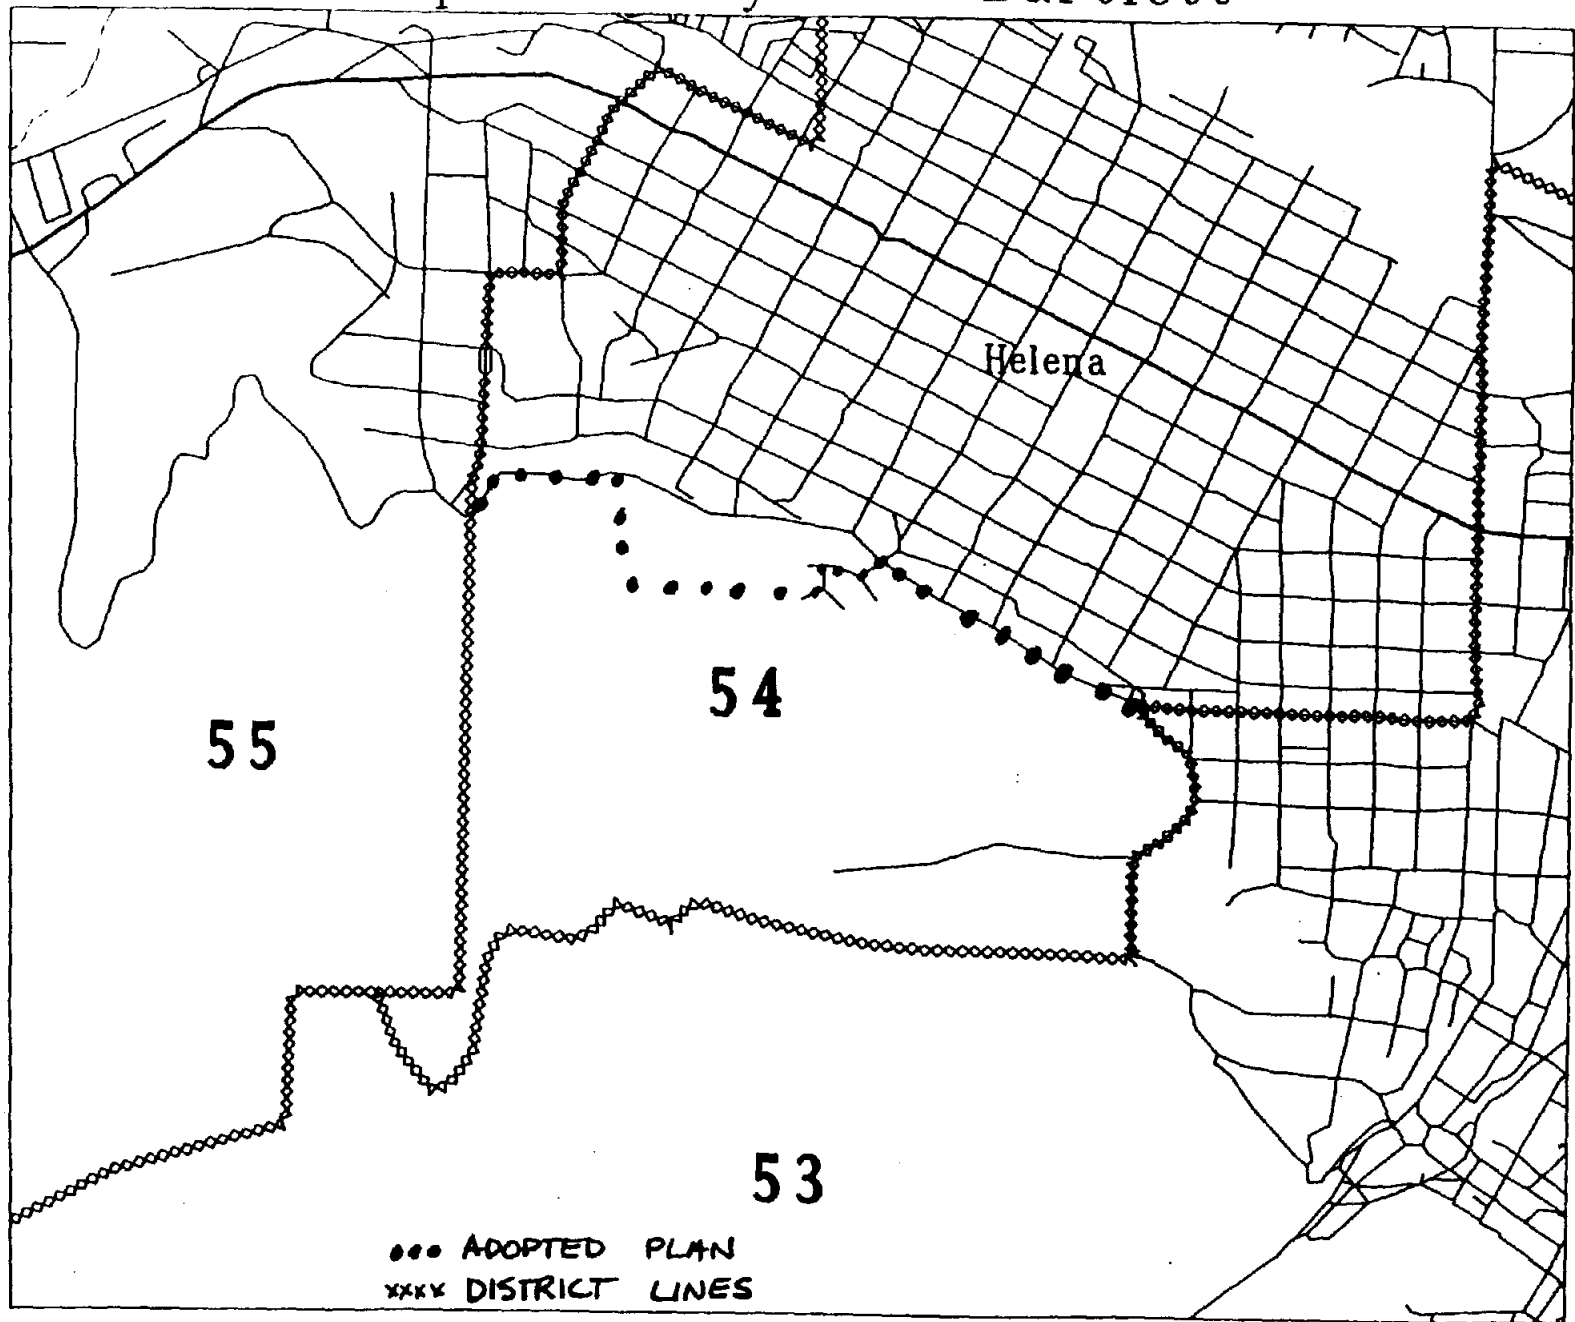 Helena
54
55
53
••• ADOPTED PLAN
xxxx DISTRICT LINES